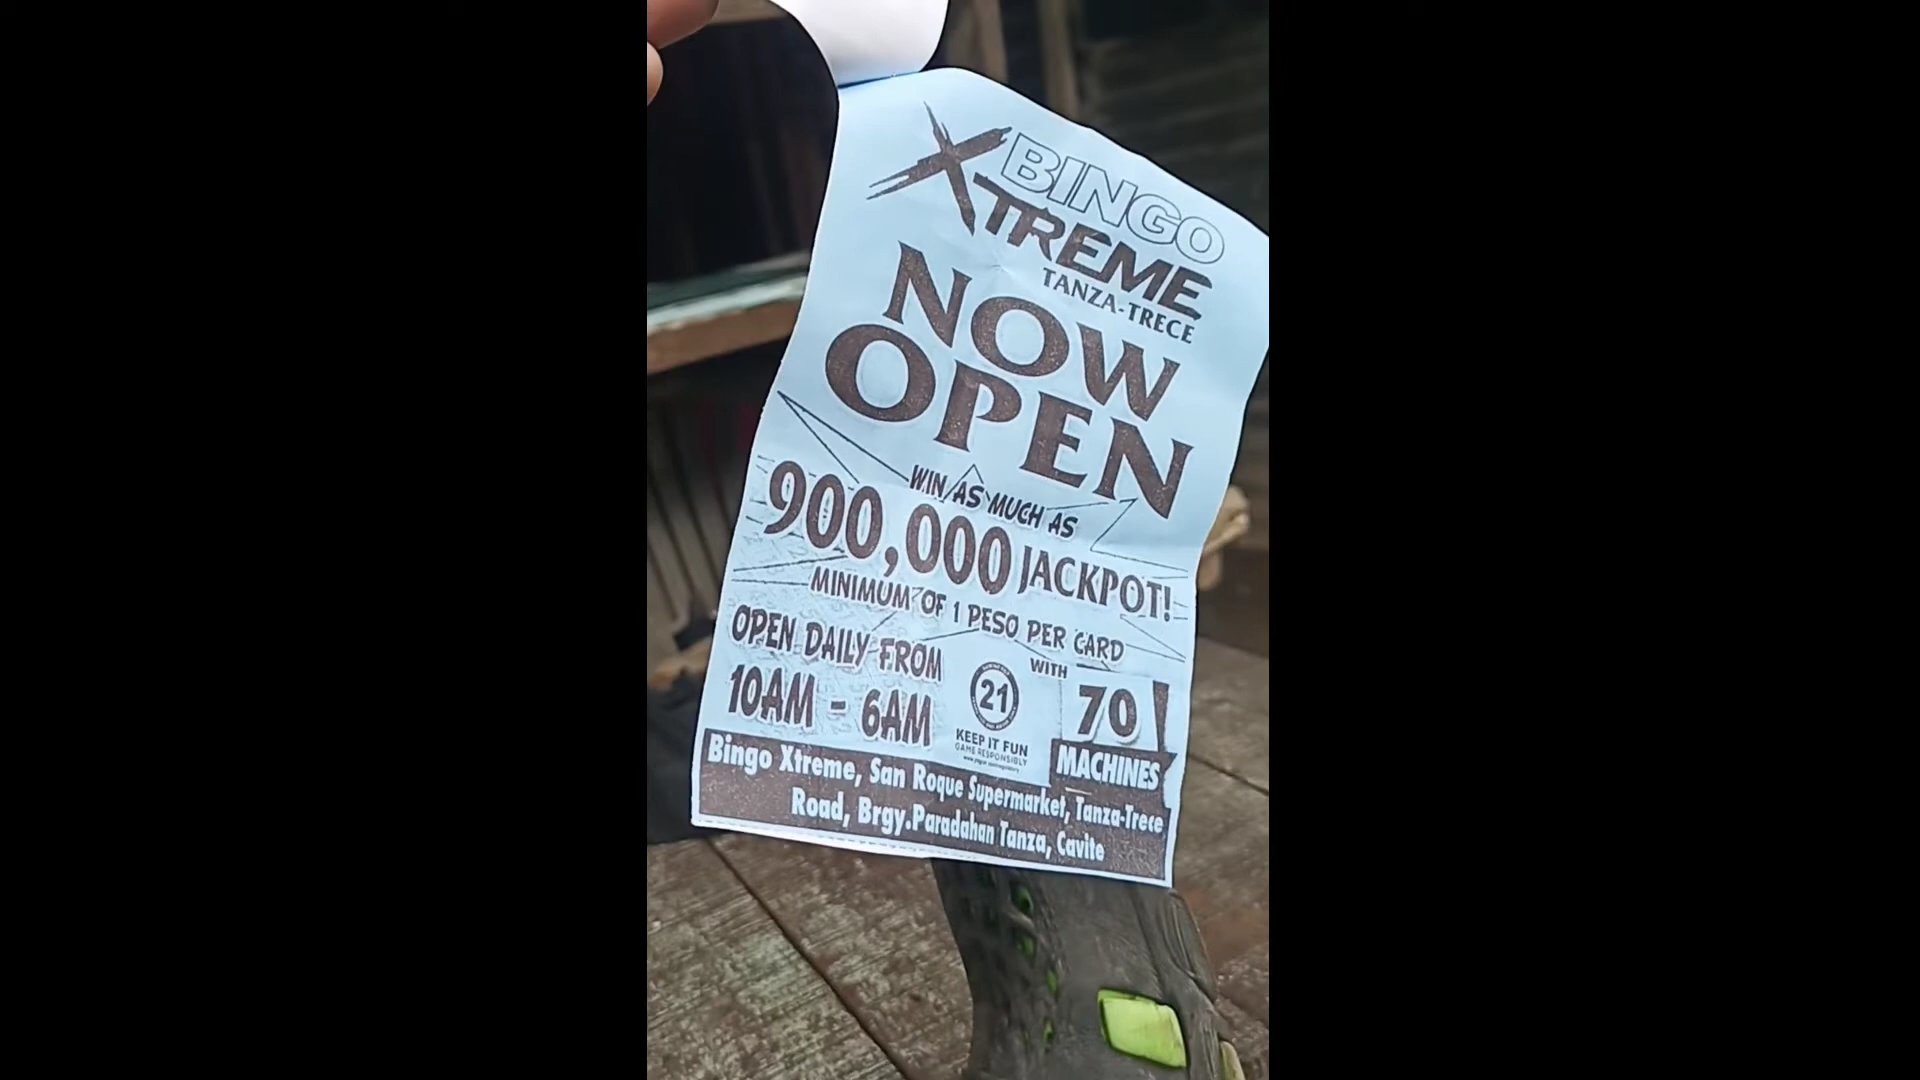 BINGO
XTREME
TANZA-TRECE
NOW
OPEN
WIN AS MUCH AS
900,000 JACKPOT!
MINIMUM OF 1 PESO PER CARD
OPEN DAILY FROM
10AM - 6AM
21
KEEP IT FUN
GAME RESPONSIBLY
WITH
70
MACHINES
Bingo Xtreme, San Roque Supermarket, Tanza-Trece
Road, Brgy.Paradahan Tanza, Cavite